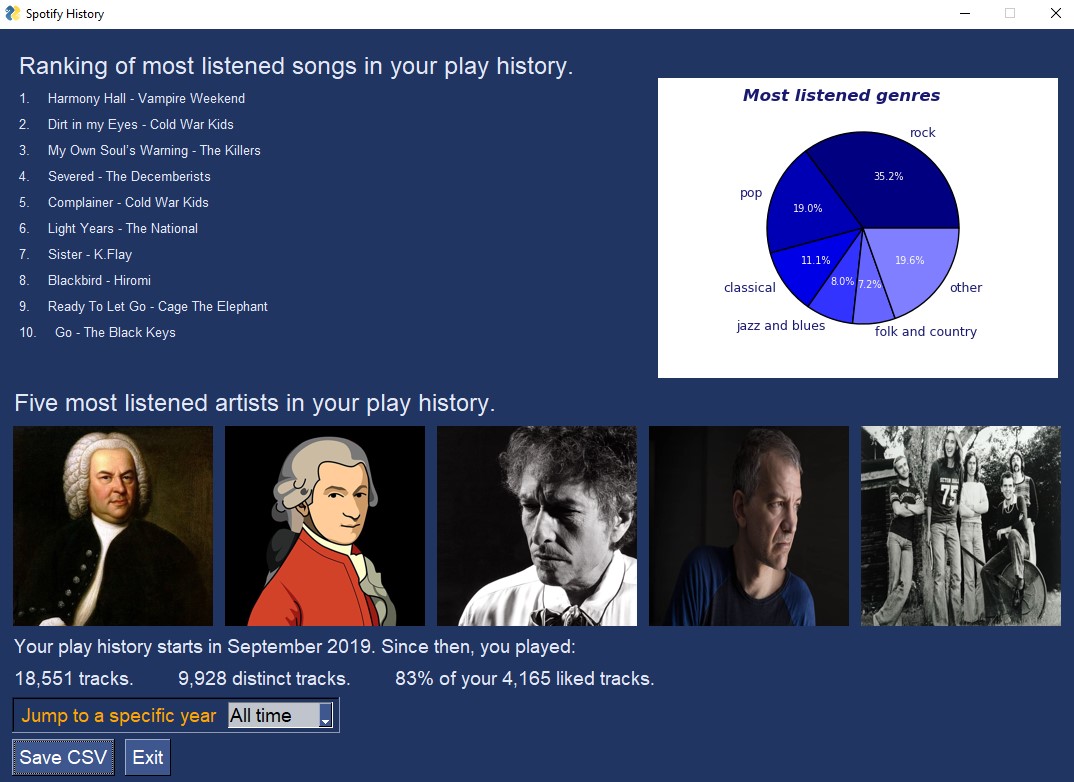 Spotify History
Ranking of most listened songs in your play history.
1. Harmony Hall - Vampire Weekend
2. Dirt in my Eyes - Cold War Kids
3. My Own Soul's Warning - The Killers
4. Severed - The Decemberists
5. Complainer - Cold War Kids
6. Light Years - The National
7. Sister - K.Flay
8. Blackbird - Hiromi
9. Ready To Let Go - Cage The Elephant
10. Go - The Black Keys
Most listened genres
rock
35.2%
pop
19.0%
classical
11.1%
jazz and blues
8.0%
folk and country
7.2%
other
19.6%
Five most listened artists in your play history.
75
Your play history starts in September 2019. Since then, you played:
18,551 tracks. 9,928 distinct tracks. 83% of your 4,165 liked tracks.
Jump to a specific year All time
Save CSV Exit